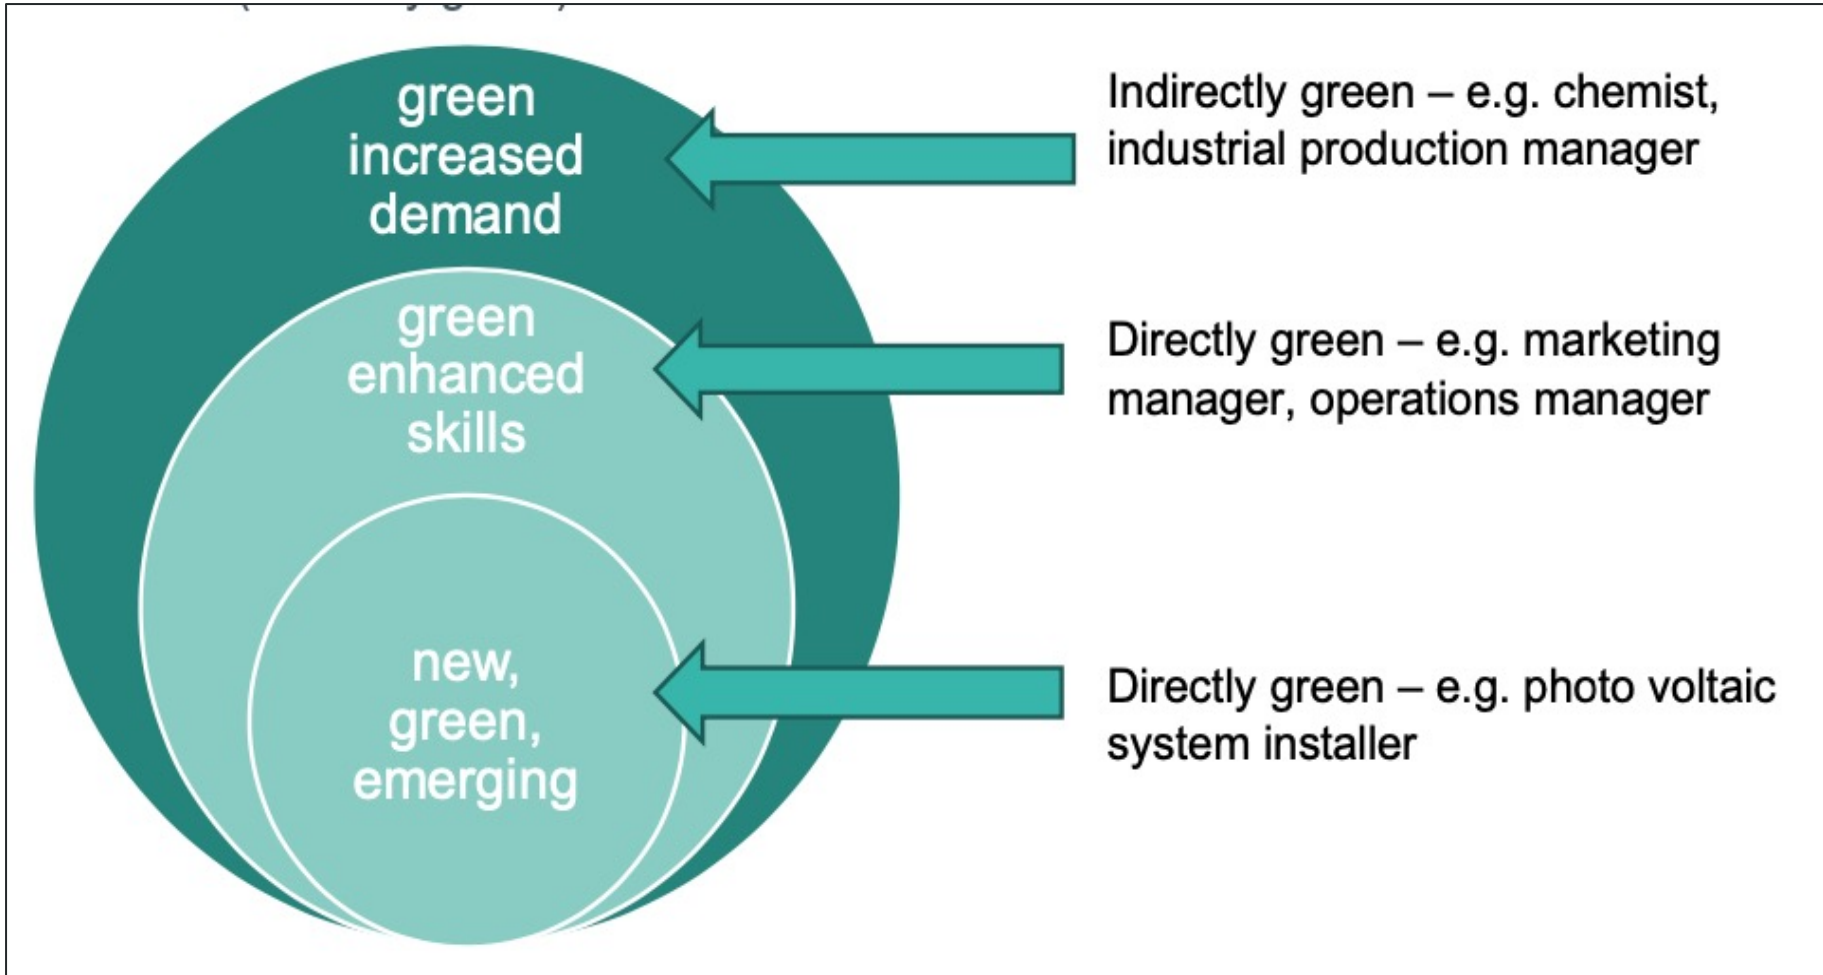 green
increased
demand
Indirectly green – e.g. chemist,
industrial production manager
green
enhanced
skills
Directly green – e.g. marketing
manager, operations manager
new,
green,
emerging
Directly green – e.g. photo voltaic
system installer